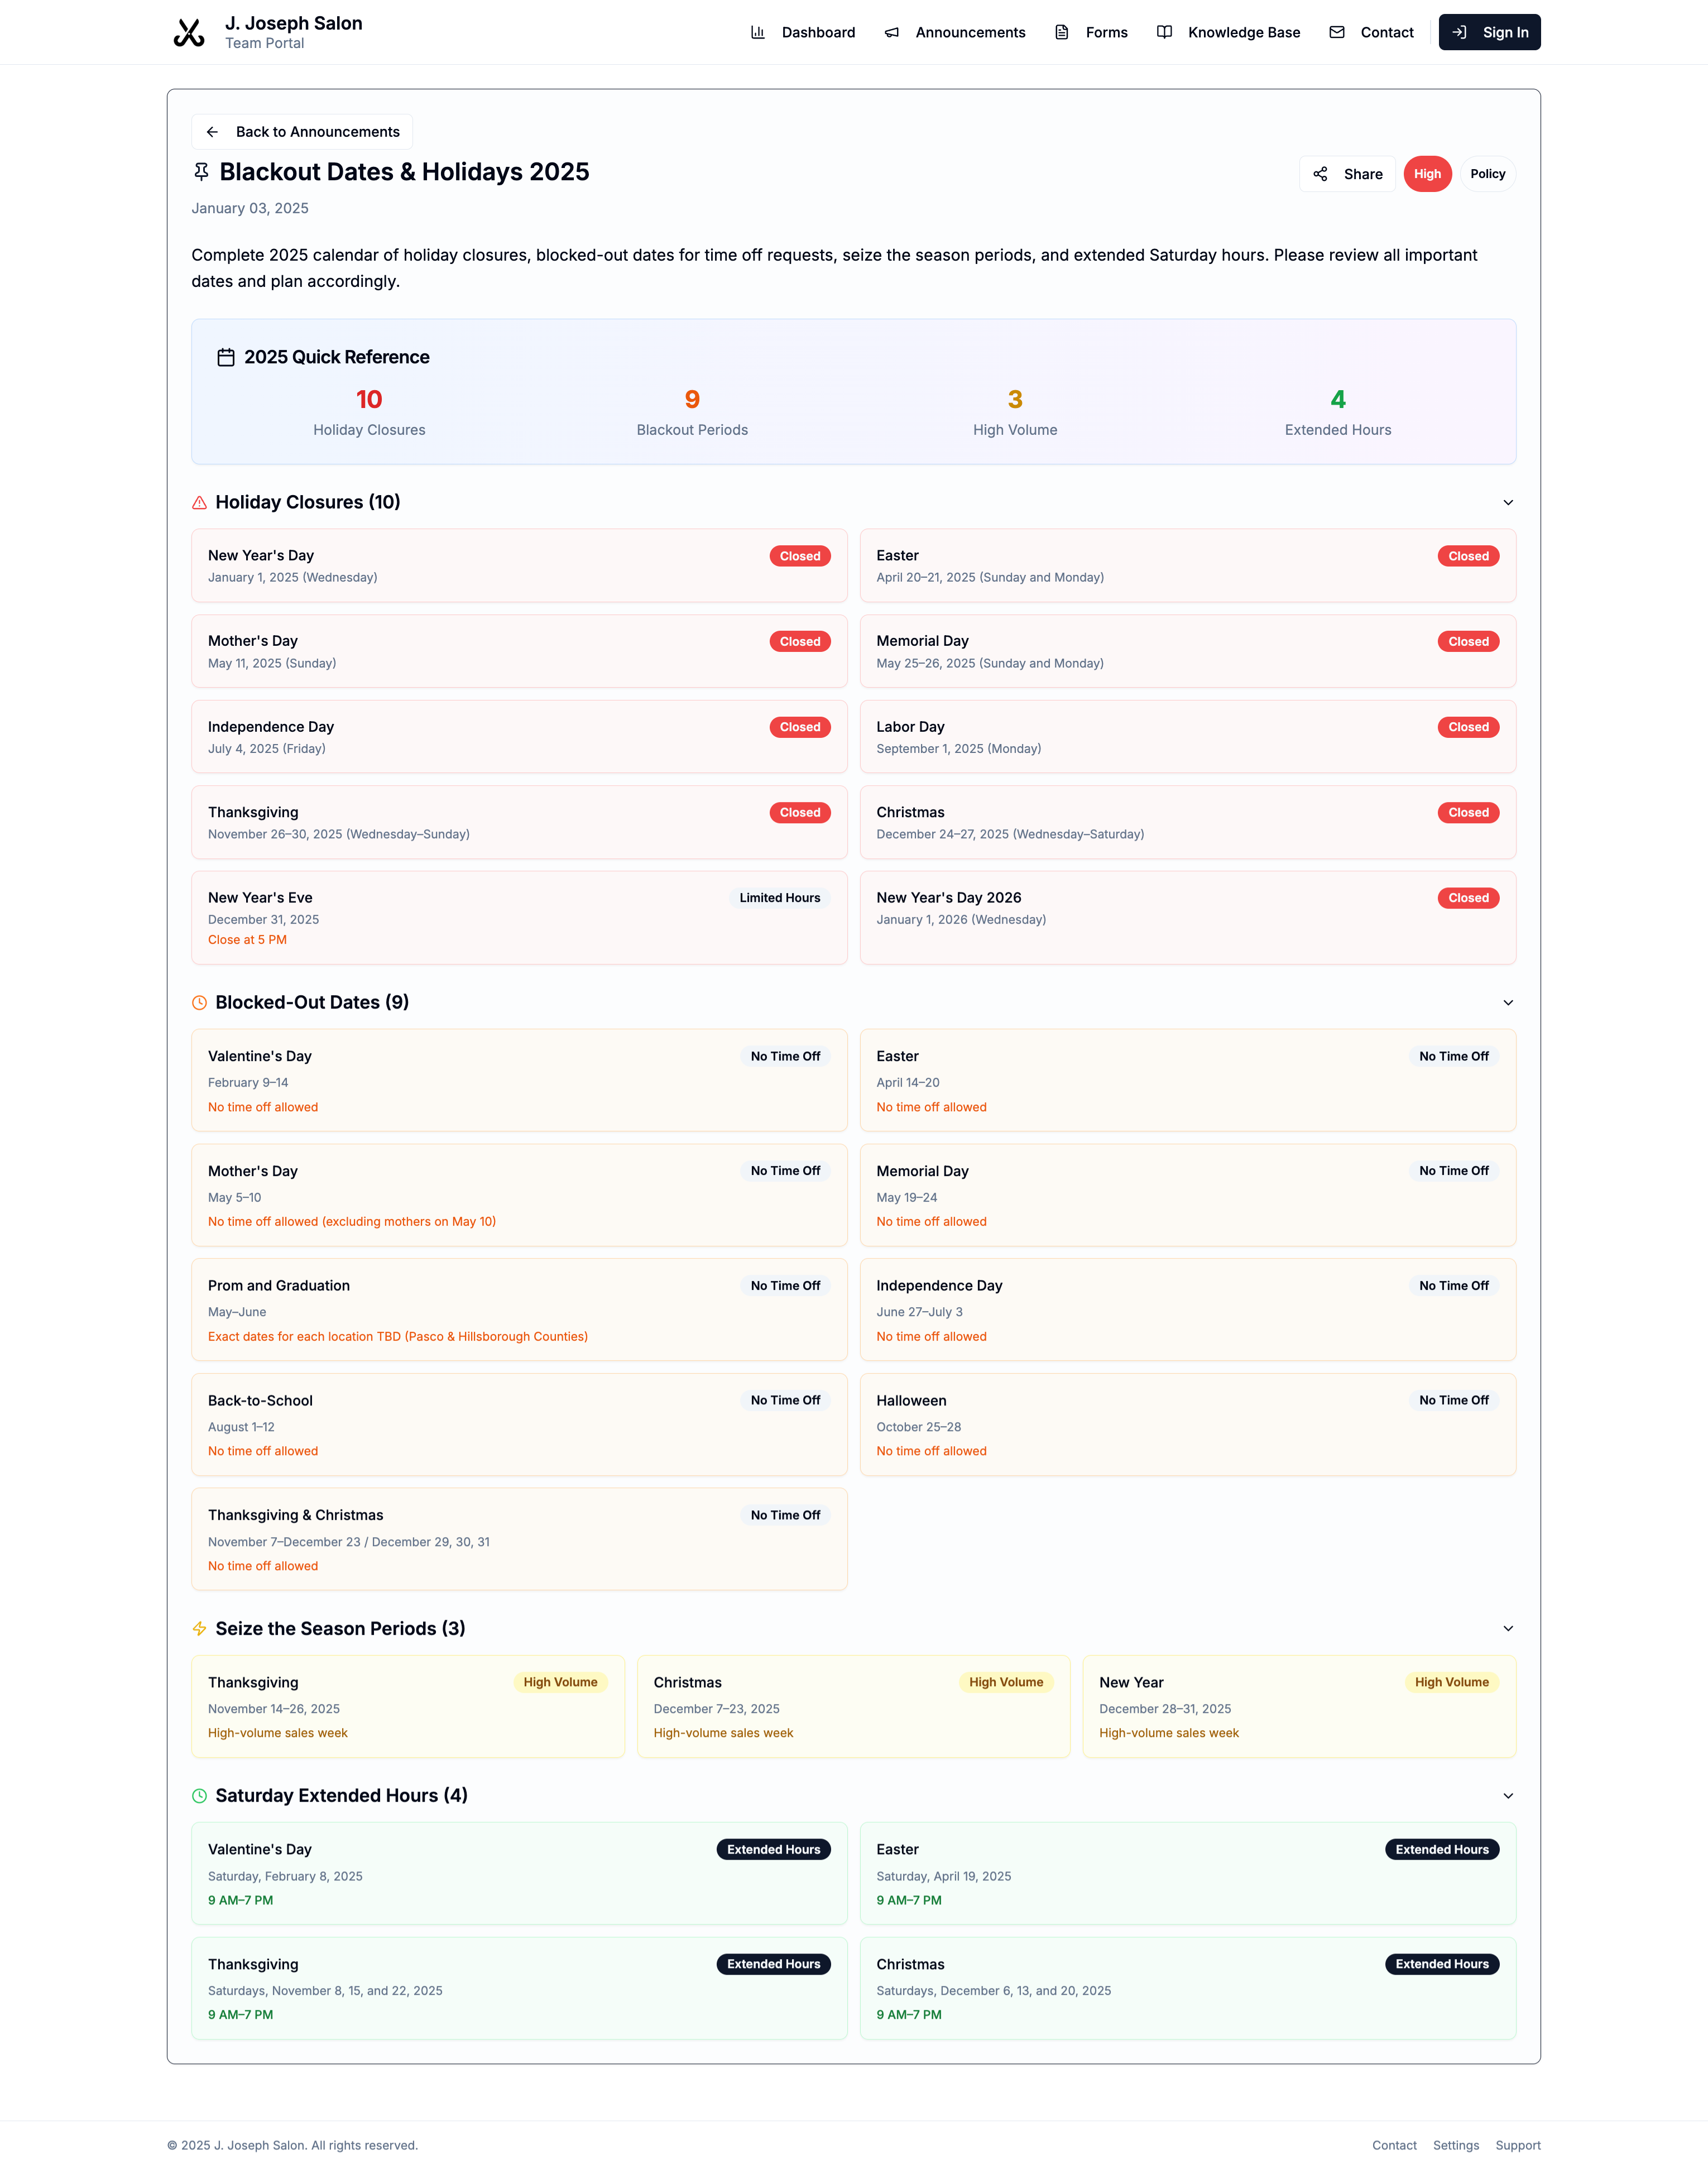 J. Joseph Salon
Team Portal
Dashboard
Announcements
Forms
Knowledge Base
Contact
Sign In
Back to Announcements
Blackout Dates & Holidays 2025
Share
High
Policy
January 03, 2025
Complete 2025 calendar of holiday closures, blocked-out dates for time off requests, seize the season periods, and extended Saturday hours. Please review all important
dates and plan accordingly.
2025 Quick Reference
10
Holiday Closures
9
Blackout Periods
3
High Volume
4
Extended Hours
Holiday Closures (10)
New Year's Day
Closed
January 1, 2025 (Wednesday)
Easter
Closed
April 20–21, 2025 (Sunday and Monday)
Mother's Day
Closed
May 11, 2025 (Sunday)
Memorial Day
Closed
May 25–26, 2025 (Sunday and Monday)
Independence Day
Closed
July 4, 2025 (Friday)
Labor Day
Closed
September 1, 2025 (Monday)
Thanksgiving
Closed
November 26–30, 2025 (Wednesday–Sunday)
Christmas
Closed
December 24–27, 2025 (Wednesday–Saturday)
New Year's Eve
Limited Hours
December 31, 2025
Close at 5 PM
New Year's Day 2026
Closed
January 1, 2026 (Wednesday)
Blocked-Out Dates (9)
Valentine's Day
No Time Off
February 9–14
No time off allowed
Easter
No Time Off
April 14–20
No time off allowed
Mother's Day
No Time Off
May 5–10
No time off allowed (excluding mothers on May 10)
Memorial Day
No Time Off
May 19–24
No time off allowed
Prom and Graduation
No Time Off
May–June
Exact dates for each location TBD (Pasco & Hillsborough Counties)
Independence Day
No Time Off
June 27–July 3
No time off allowed
Back-to-School
No Time Off
August 1–12
No time off allowed
Halloween
No Time Off
October 25–28
No time off allowed
Thanksgiving & Christmas
No Time Off
November 7–December 23 / December 29, 30, 31
No time off allowed
Seize the Season Periods (3)
Thanksgiving
High Volume
November 14–26, 2025
High-volume sales week
Christmas
High Volume
December 7–23, 2025
High-volume sales week
New Year
High Volume
December 28–31, 2025
High-volume sales week
Saturday Extended Hours (4)
Valentine's Day
Extended Hours
Saturday, February 8, 2025
9 AM–7 PM
Easter
Extended Hours
Saturday, April 19, 2025
9 AM–7 PM
Thanksgiving
Extended Hours
Saturdays, November 8, 15, and 22, 2025
9 AM–7 PM
Christmas
Extended Hours
Saturdays, December 6, 13, and 20, 2025
9 AM–7 PM
© 2025 J. Joseph Salon. All rights reserved.
Contact
Settings
Support